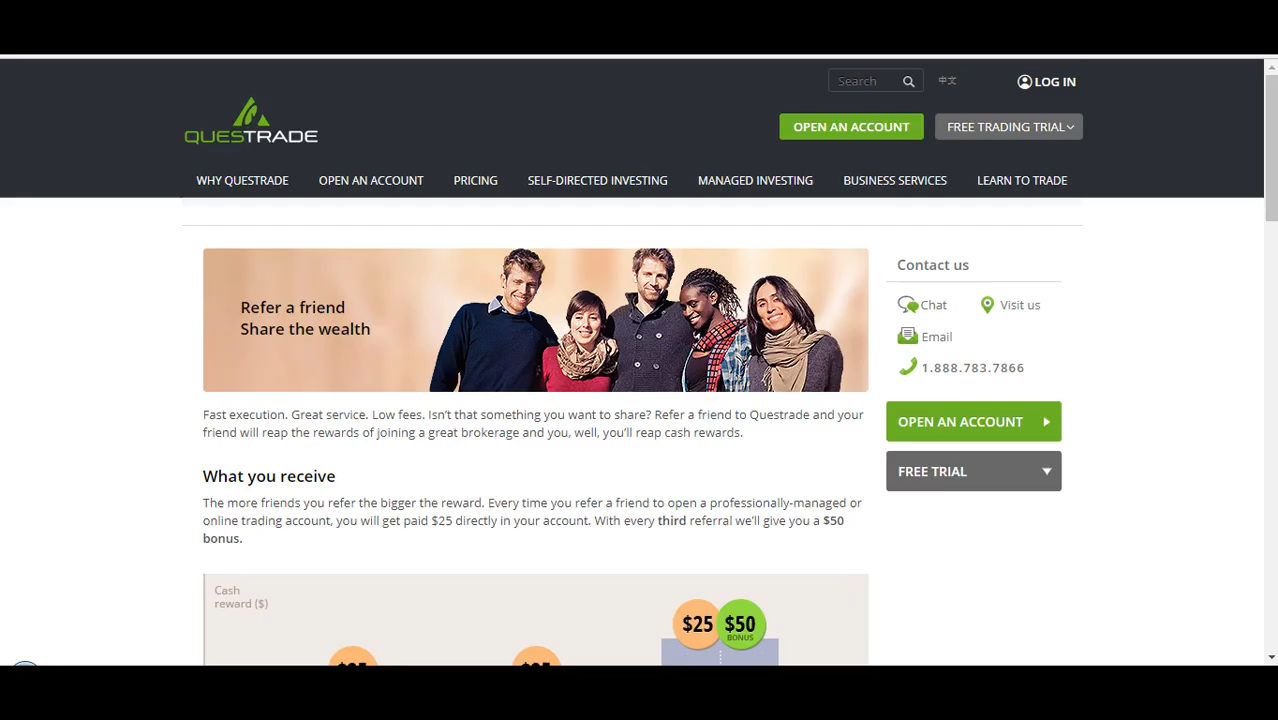 Search
中文
LOG IN
QUESTRADE
OPEN AN ACCOUNT
FREE TRADING TRIAL
WHY QUESTRADE
OPEN AN ACCOUNT
PRICING
SELF-DIRECTED INVESTING
MANAGED INVESTING
BUSINESS SERVICES
LEARN TO TRADE
Refer a friend
Share the wealth
Contact us
Chat
Visit us
Email
1.888.783.7866
OPEN AN ACCOUNT
FREE TRIAL
Fast execution. Great service. Low fees. Isn't that something you want to share? Refer a friend to Questrade and your
friend will reap the rewards of joining a great brokerage and you, well, you'll reap cash rewards.
What you receive
The more friends you refer the bigger the reward. Every time you refer a friend to open a professionally-managed or
online trading account, you will get paid $25 directly in your account. With every third referral we'll give you a $50
bonus.
Cash
reward ($)
$25
$50
BONUS